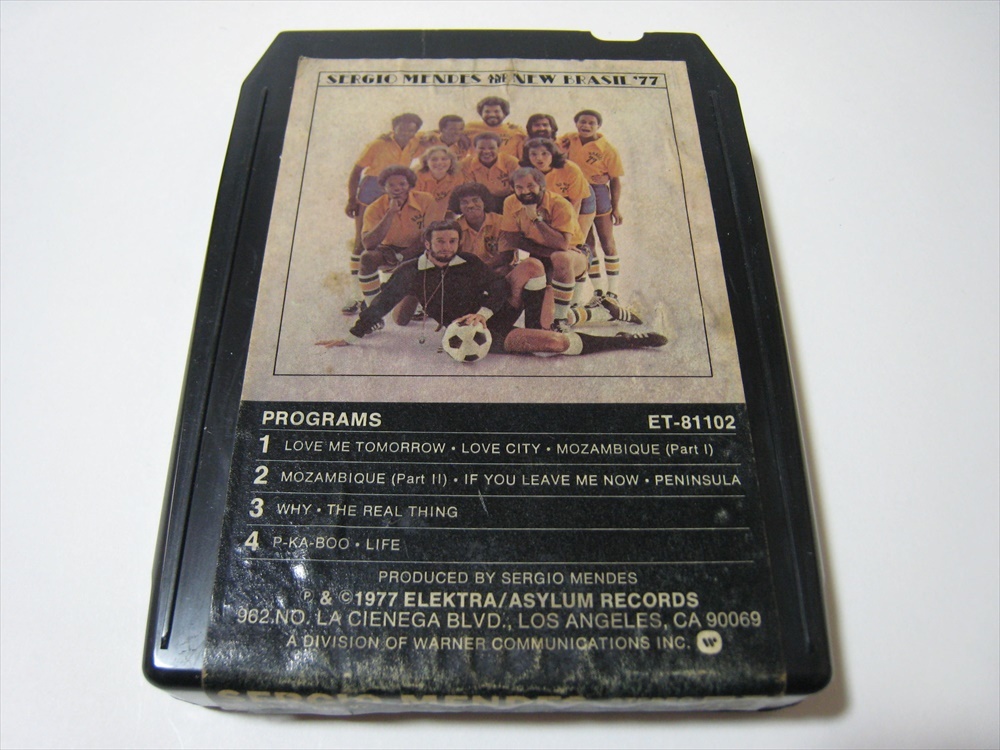 SERGIO MENDES AND THE NEW BRASIL '77
PROGRAMS ET-81102
1 LOVE ME TOMORROW • LOVE CITY • MOZAMBIQUE (Part I)
2 MOZAMBIQUE (Part II) • IF YOU LEAVE ME NOW • PENINSULA
3 WHY • THE REAL THING
4 P-KA-BOO • LIFE
PRODUCED BY SERGIO MENDES
℗ & ©1977 ELEKTRA/ASYLUM RECORDS
962 NO. LA CIENEGA BLVD., LOS ANGELES, CA 90069
A DIVISION OF WARNER COMMUNICATIONS INC.
SERGIO MENDES